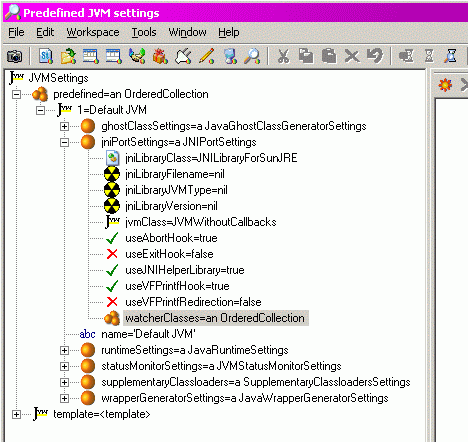 Predefined JVM settings
File Edit Workspace Tools Window Help
JVMSettings
predefined=an OrderedCollection
1=Default JVM
ghostClassSettings=a JavaGhostClassGeneratorSettings
jniPortSettings=a JNIPortSettings
jniLibraryClass=JNILibraryForSunJRE
jniLibraryFilename=nil
jniLibraryJVMType=nil
jniLibraryVersion=nil
jvmClass=JVMWithoutCallbacks
useAbortHook=true
useExitHook=false
useJNIHelperLibrary=true
useVFPrintfHook=true
useVFPrintfRedirection=false
watcherClasses=an OrderedCollection
abc name='Default JVM'
runtimeSettings=a JavaRuntimeSettings
statusMonitorSettings=a JVMStatusMonitorSettings
supplementaryClassloaders=a SupplementaryClassloadersSettings
wrapperGeneratorSettings=a JavaWrapperGeneratorSettings
template=<template>